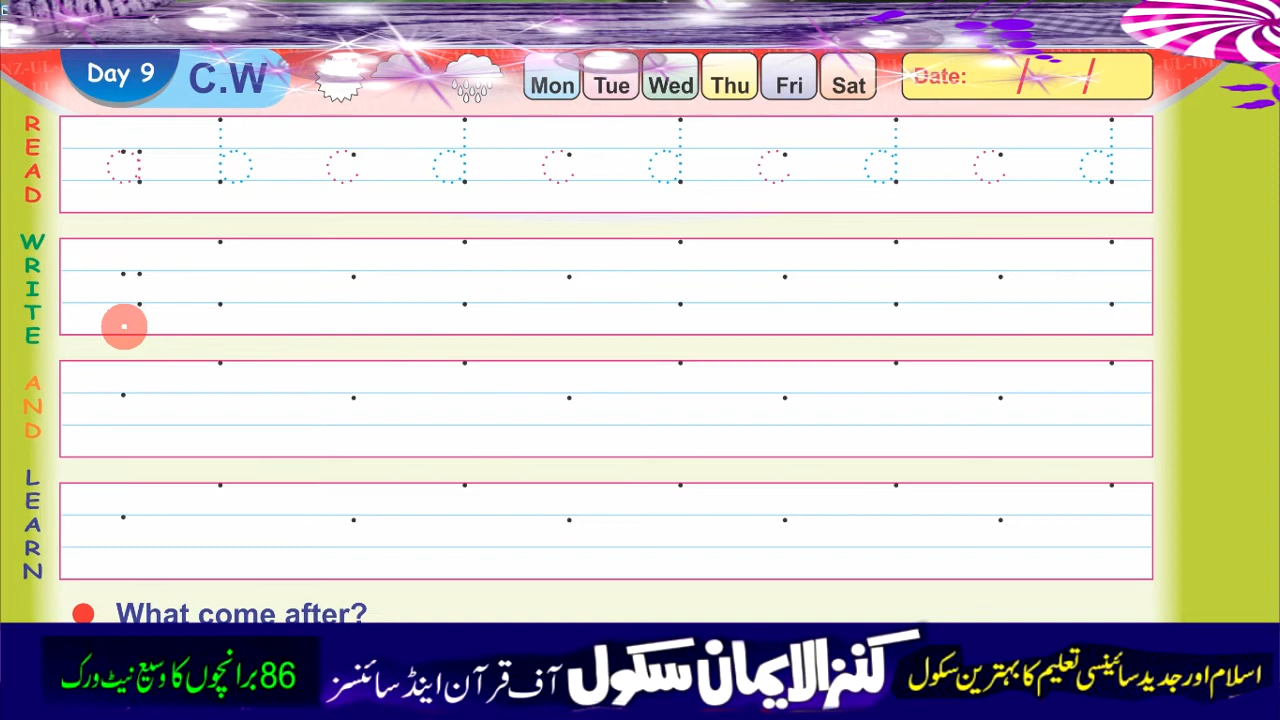 Day 9 C.W Mon Tue Wed Thu Fri Sat Date: / /
READ
a b c d c d c d c d
WRITE
AND
LEARN
What come after?
اسلام اور جدید سائینسی تعلیم کا بہترین سکول کنزالایمان سکول آف قرآن اینڈ سائنسز 86 برانچوں کا وسیع نیٹ ورک